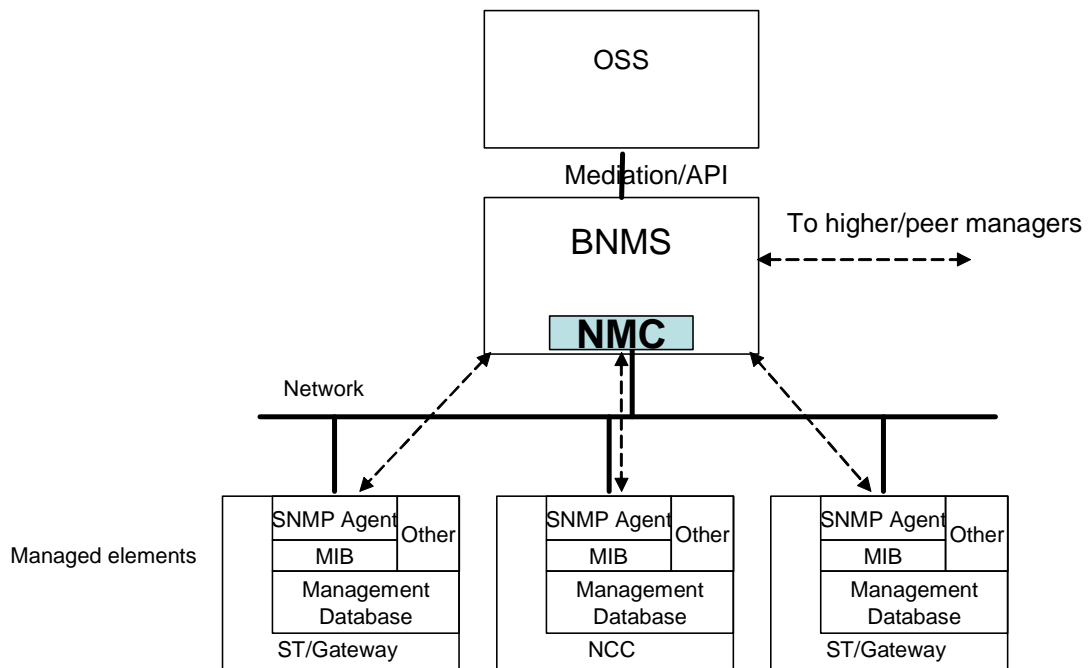 OSS
Mediation/API
To higher/peer managers
BNMS
NMC
Network
SNMP Agent
Other
MIB
Management
Database
ST/Gateway
SNMP Agent
Other
MIB
Management
Database
NCC
SNMP Agent
Other
MIB
Management
Database
ST/Gateway
Managed elements